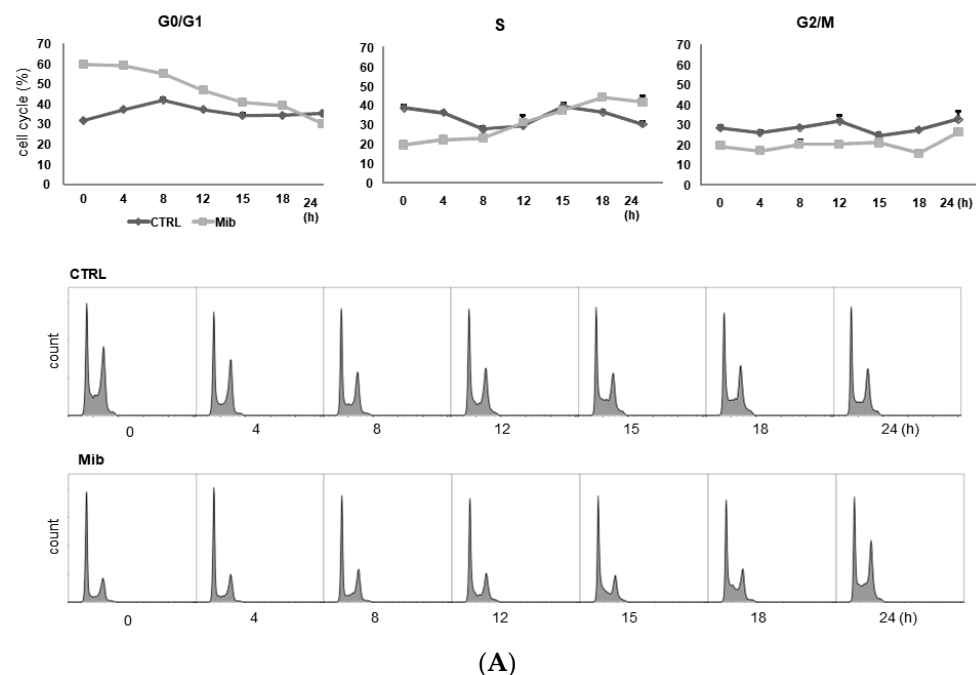 G0/G1
S
G2/M
cell cycle (%)
70
60
50
40
30
20
10
0
0 4 8 12 15 18 24
(h)
CTRL Mib
70
60
50
40
30
20
10
0
0 4 8 12 15 18 24
(h)
70
60
50
40
30
20
10
0
0 4 8 12 15 18 24 (h)
CTRL
count
0 4 8 12 15 18 24 (h)
Mib
count
0 4 8 12 15 18 24 (h)
(A)